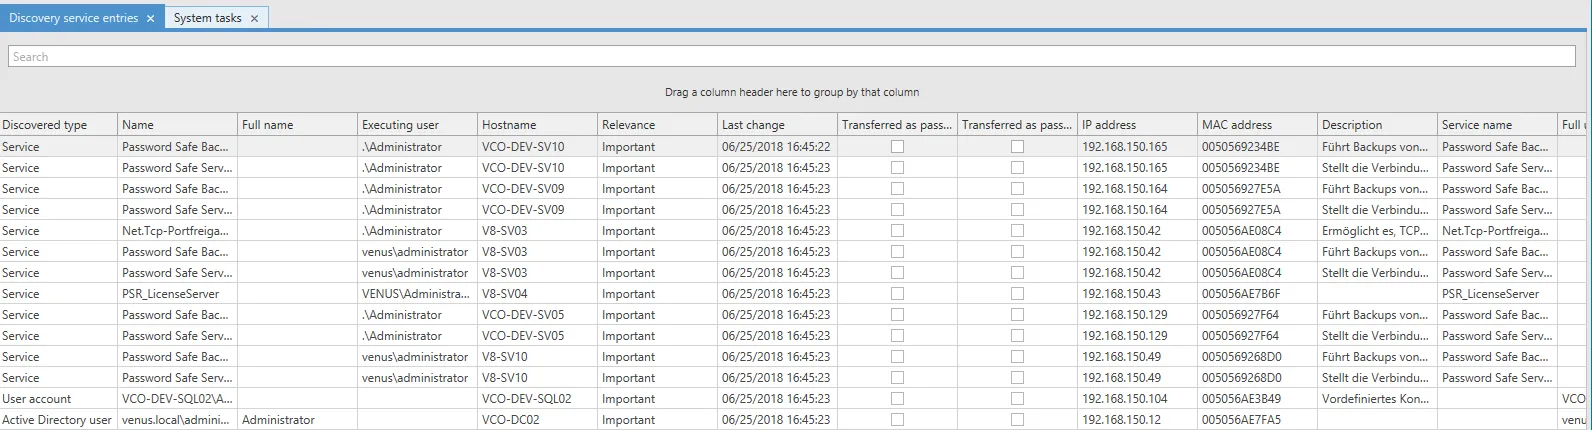 Discovery service entries × System tasks ×
Search
Drag a column header here to group by that column
Discovered type Name Full name Executing user Hostname Relevance Last change Transferred as pass... Transferred as pass... IP address MAC address Description Service name Full
Service Password Safe Bac... .\Administrator VCO-DEV-SV10 Important 06/25/2018 16:45:22 192.168.150.165 0050569234BE Führt Backups von... Password Safe Bac...
Service Password Safe Serv... .\Administrator VCO-DEV-SV10 Important 06/25/2018 16:45:23 192.168.150.165 0050569234BE Stellt die Verbindu... Password Safe Serv...
Service Password Safe Bac... .\Administrator VCO-DEV-SV09 Important 06/25/2018 16:45:23 192.168.150.164 005056927E5A Führt Backups von... Password Safe Bac...
Service Password Safe Serv... .\Administrator VCO-DEV-SV09 Important 06/25/2018 16:45:23 192.168.150.164 005056927E5A Stellt die Verbindu... Password Safe Serv...
Service Net.Tcp-Portfreiga... .\Administrator V8-SV03 Important 06/25/2018 16:45:23 192.168.150.42 005056AE08C4 Ermöglicht es, TCP... Net.Tcp-Portfreiga...
Service Password Safe Bac... venus\administrator V8-SV03 Important 06/25/2018 16:45:23 192.168.150.42 005056AE08C4 Führt Backups von... Password Safe Bac...
Service Password Safe Serv... venus\administrator V8-SV03 Important 06/25/2018 16:45:23 192.168.150.42 005056AE08C4 Stellt die Verbindu... Password Safe Serv...
Service PSR_LicenseServer VENUS\Administra... V8-SV04 Important 06/25/2018 16:45:23 192.168.150.43 005056AE7B6F PSR_LicenseServer
Service Password Safe Bac... .\Administrator VCO-DEV-SV05 Important 06/25/2018 16:45:23 192.168.150.129 005056927F64 Führt Backups von... Password Safe Bac...
Service Password Safe Serv... .\Administrator VCO-DEV-SV05 Important 06/25/2018 16:45:23 192.168.150.129 005056927F64 Stellt die Verbindu... Password Safe Serv...
Service Password Safe Bac... venus\administrator V8-SV10 Important 06/25/2018 16:45:23 192.168.150.49 0050569268D0 Führt Backups von... Password Safe Bac...
Service Password Safe Serv... venus\administrator V8-SV10 Important 06/25/2018 16:45:23 192.168.150.49 0050569268D0 Stellt die Verbindu... Password Safe Serv...
User account VCO-DEV-SQL02\A... VCO-DEV-SQL02 Important 06/25/2018 16:45:23 192.168.150.104 005056AE3B49 Vordefiniertes Kon... VCO
Active Directory user venus.local\admini... Administrator VCO-DC02 Important 06/25/2018 16:45:23 192.168.150.12 005056AE7FA5 venu